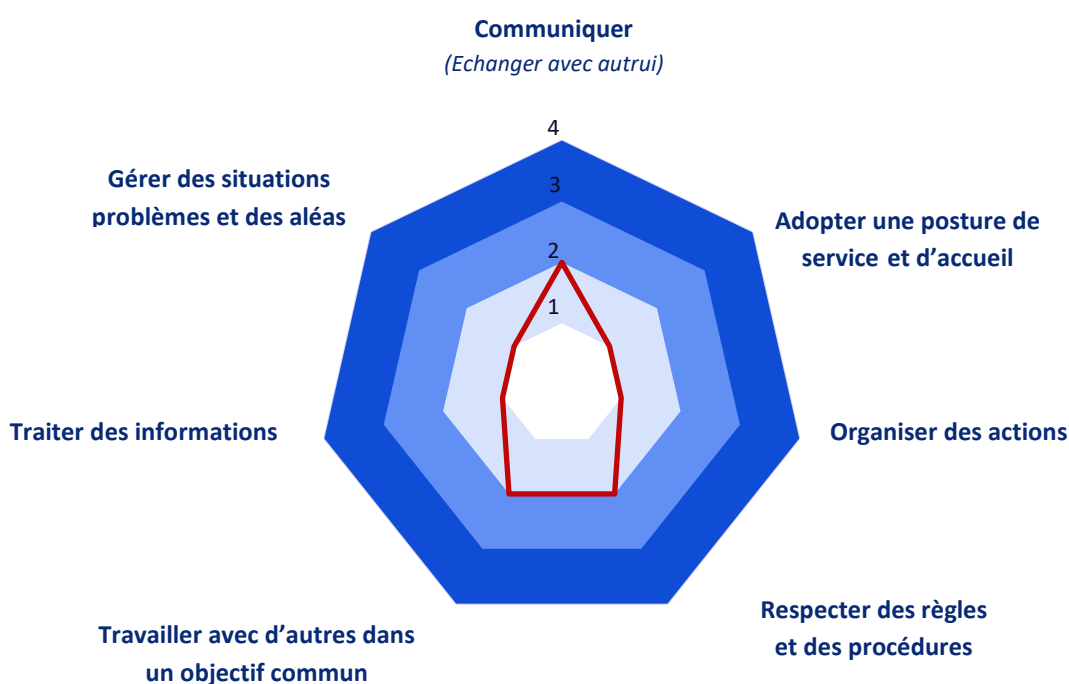 Communiquer
(Echanger avec autrui)
4
3
2
1
Gérer des situations
problèmes et des aléas
Adopter une posture de
service et d’accueil
Traiter des informations
Organiser des actions
Respecter des règles
et des procédures
Travailler avec d’autres dans
un objectif commun